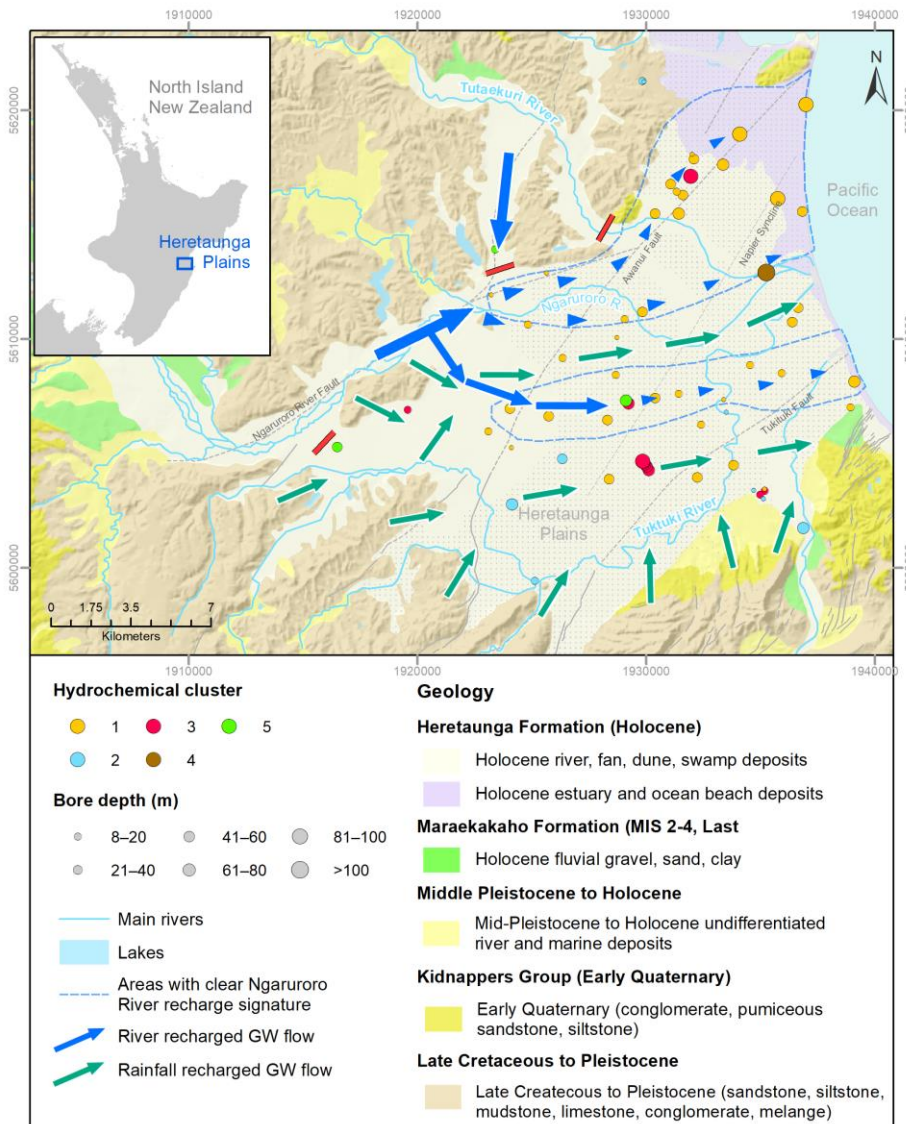 1910000
1920000
1930000
1940000
North Island
New Zealand
Heretaunga
Plains
N
5620000
5610000
5600000
Tutaekuri River
Pacific
Ocean
Napier Syncline
Awanui Fault
Ngaruroro R
Ngaruroro River Fault
Tukituki Fault
Heretaunga
Plains
Tuktuki River
0 1.75 3.5 7
Kilometers
1910000
1920000
1930000
1940000
Hydrochemical cluster
1 3 5
2 4
Bore depth (m)
8–20 41–60 81–100
21–40 61–80 >100
Main rivers
Lakes
Areas with clear Ngaruroro
River recharge signature
River recharged GW flow
Rainfall recharged GW flow
Geology
Heretaunga Formation (Holocene)
Holocene river, fan, dune, swamp deposits
Holocene estuary and ocean beach deposits
Maraekakaho Formation (MIS 2-4, Last
Holocene fluvial gravel, sand, clay
Middle Pleistocene to Holocene
Mid-Pleistocene to Holocene undifferentiated
river and marine deposits
Kidnappers Group (Early Quaternary)
Early Quaternary (conglomerate, pumiceous
sandstone, siltstone)
Late Cretaceous to Pleistocene
Late Createcous to Pleistocene (sandstone, siltstone,
mudstone, limestone, conglomerate, melange)